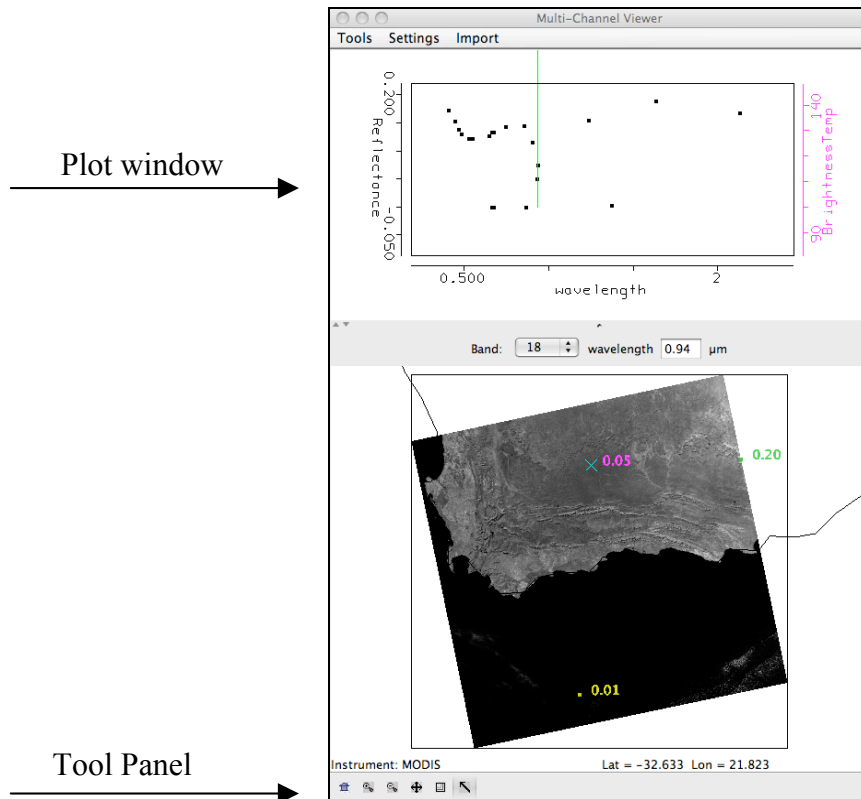 Multi-Channel Viewer
Tools Settings Import
Plot window
0.200
Reflectance
-0.050
140
BrightnessTemp
90
0.500 2
wavelength
Band: 18 wavelength 0.94 μm
0.05
0.20
0.01
Instrument: MODIS Lat = -32.633 Lon = 21.823
Tool Panel